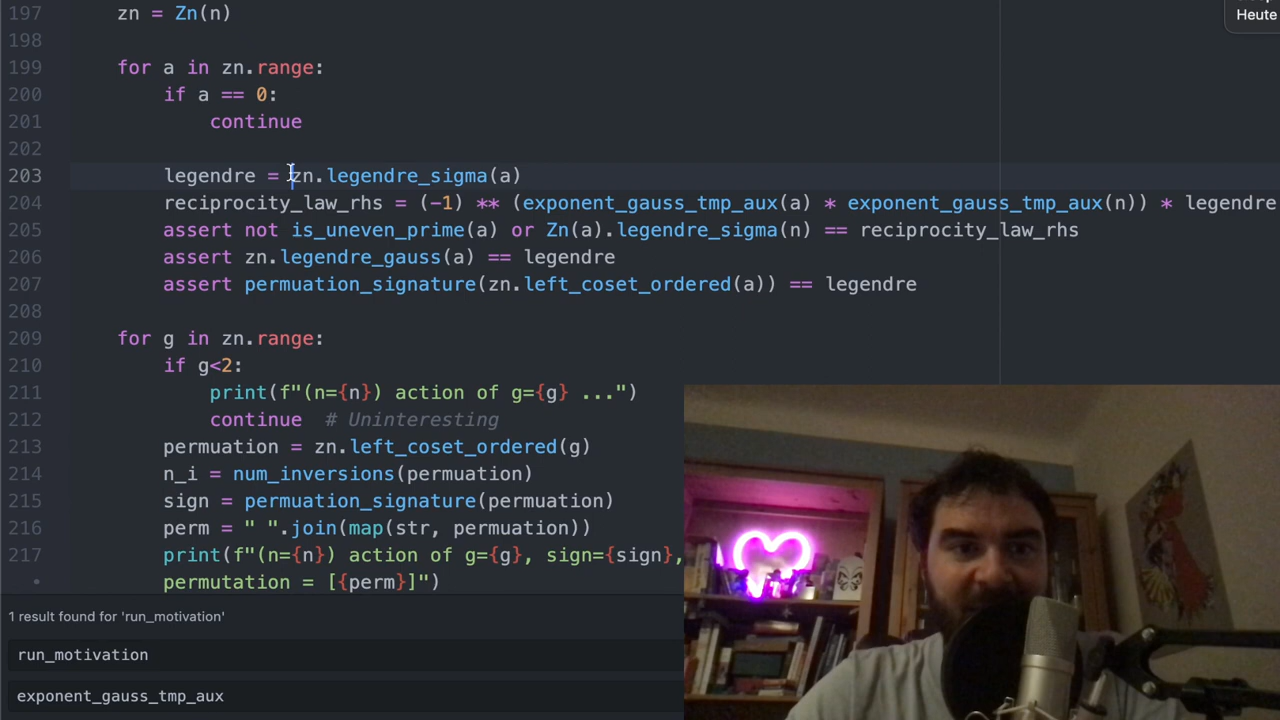 Heute
197 zn = Zn(n)
198
199 for a in zn.range:
200 if a == 0:
201 continue
202
203 legendre = zn.legendre_sigma(a)
204 reciprocity_law_rhs = (-1) ** (exponent_gauss_tmp_aux(a) * exponent_gauss_tmp_aux(n)) * legendre
205 assert not is_uneven_prime(a) or Zn(a).legendre_sigma(n) == reciprocity_law_rhs
206 assert zn.legendre_gauss(a) == legendre
207 assert permuation_signature(zn.left_coset_ordered(a)) == legendre
208
209 for g in zn.range:
210 if g<2:
211 print(f"(n={n}) action of g={g} ...")
212 continue # Uninteresting
213 permuation = zn.left_coset_ordered(g)
214 n_i = num_inversions(permuation)
215 sign = permuation_signature(permuation)
216 perm = " ".join(map(str, permuation))
217 print(f"(n={n}) action of g={g}, sign={sign},
• permutation = [{perm}]")
1 result found for 'run_motivation'
run_motivation
exponent_gauss_tmp_aux